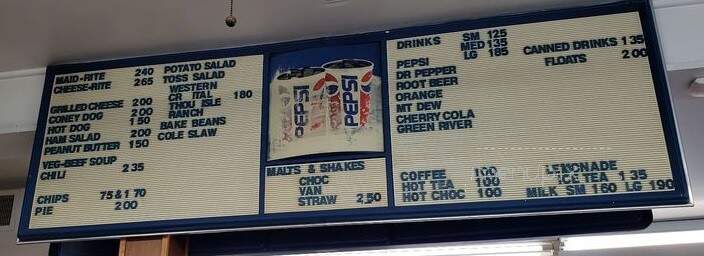 MAID-RITE 240
CHEESE-RITE 265
GRILLED CHEESE 200
CONEY DOG 200
HOT DOG 150
HAM SALAD 200
PEANUT BUTTER 150
VEG-BEEF SOUP
CHILI 235
CHIPS 75 & 1 70
PIE 200
POTATO SALAD
TOSS SALAD
WESTERN
CR ITAL 180
THOU ISLE
RANCH
BAKE BEANS
COLE SLAW
PEPSI PEPSI
MALTS & SHAKES
CHOC
VAN
STRAW 250
DRINKS SM 125
MED 135
LG 185
PEPSI
DR PEPPER
ROOT BEER
ORANGE
MT DEW
CHERRY COLA
GREEN RIVER
CANNED DRINKS 135
FLOATS 200
COFFEE 100
HOT TEA 100
HOT CHOC 100
LEMONADE
ICE TEA 135
MILK SM 160 LG 190